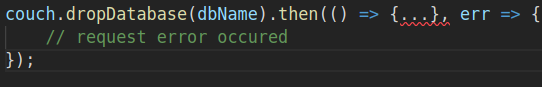 couch.dropDatabase(dbName).then(() => {...}, err => {
// request error occured
});